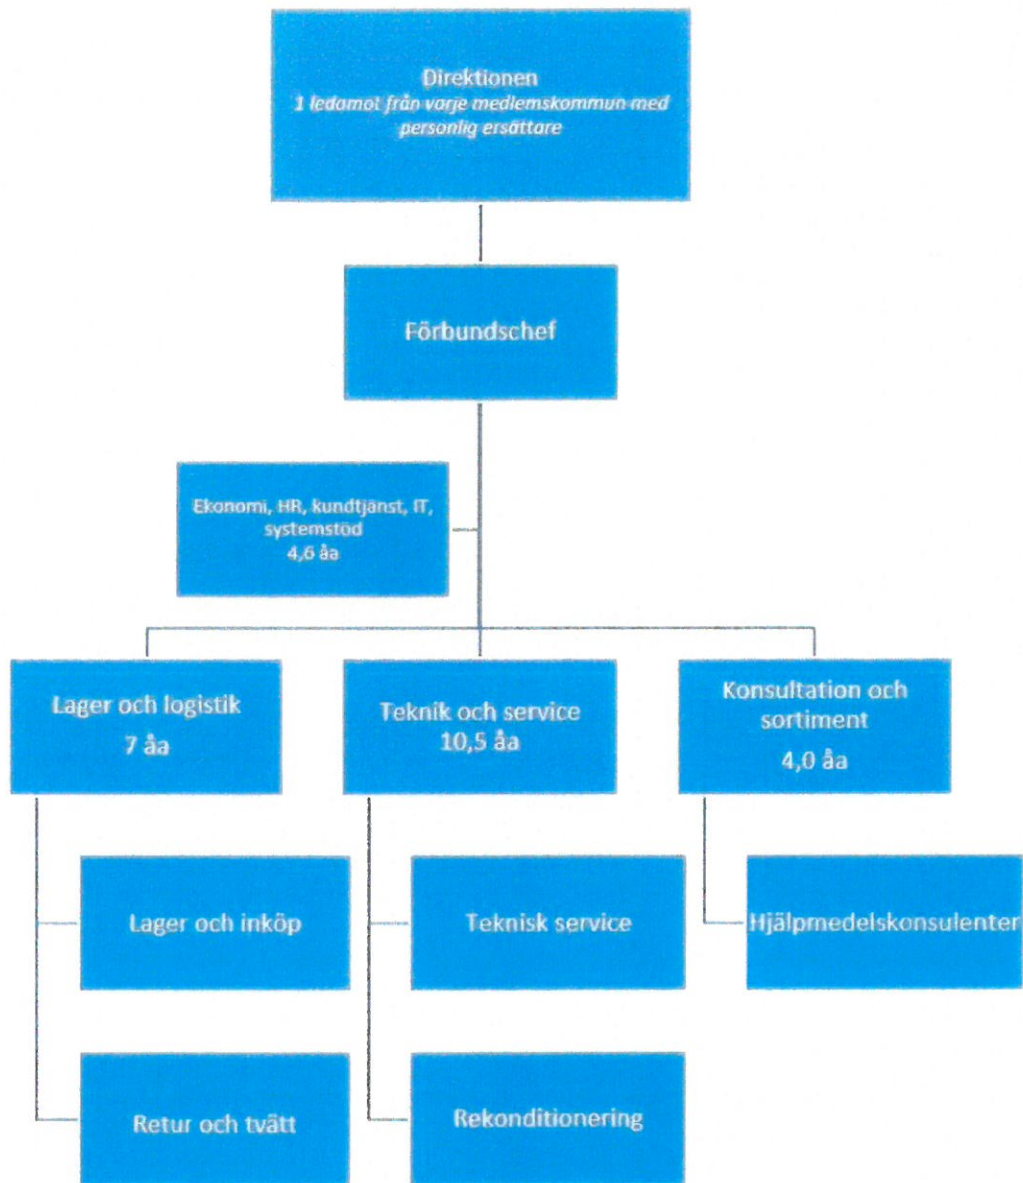 Direktionen
1 ledamot från varje medlemskommun med
personlig ersättare
Förbundschef
Ekonomi, HR, kundtjänst, IT,
systemstöd
4,6 åa
Lager och logistik
7 åa
Teknik och service
10,5 åa
Konsultation och
sortiment
4,0 åa
Lager och inköp
Teknisk service
Hjälpmedelskonsulenter
Retur och tvätt
Rekonditionering